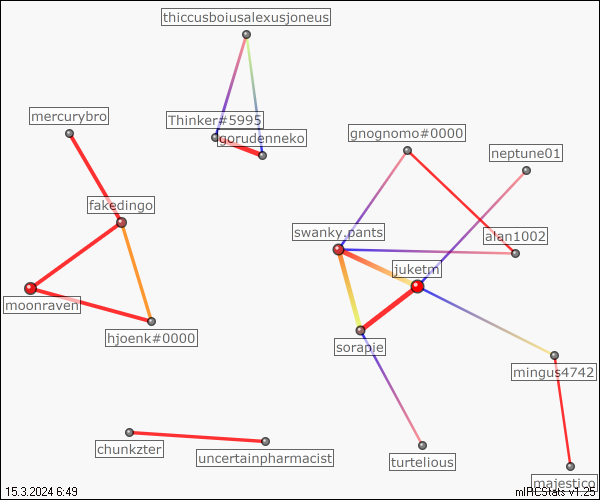 thiccusboiusalexusjoneus
mercurybro
Thinker#5995
gorudenneko
gnognomo#0000
neptune01
fakedingo
swanky.pants
alan1002
juketm
moonraven
hjoenk#0000
sorapie
mingus4742
chunkzter
uncertainpharmacist
turtelious
majestico
15.3.2024 6:49
mIRCStats v1.25